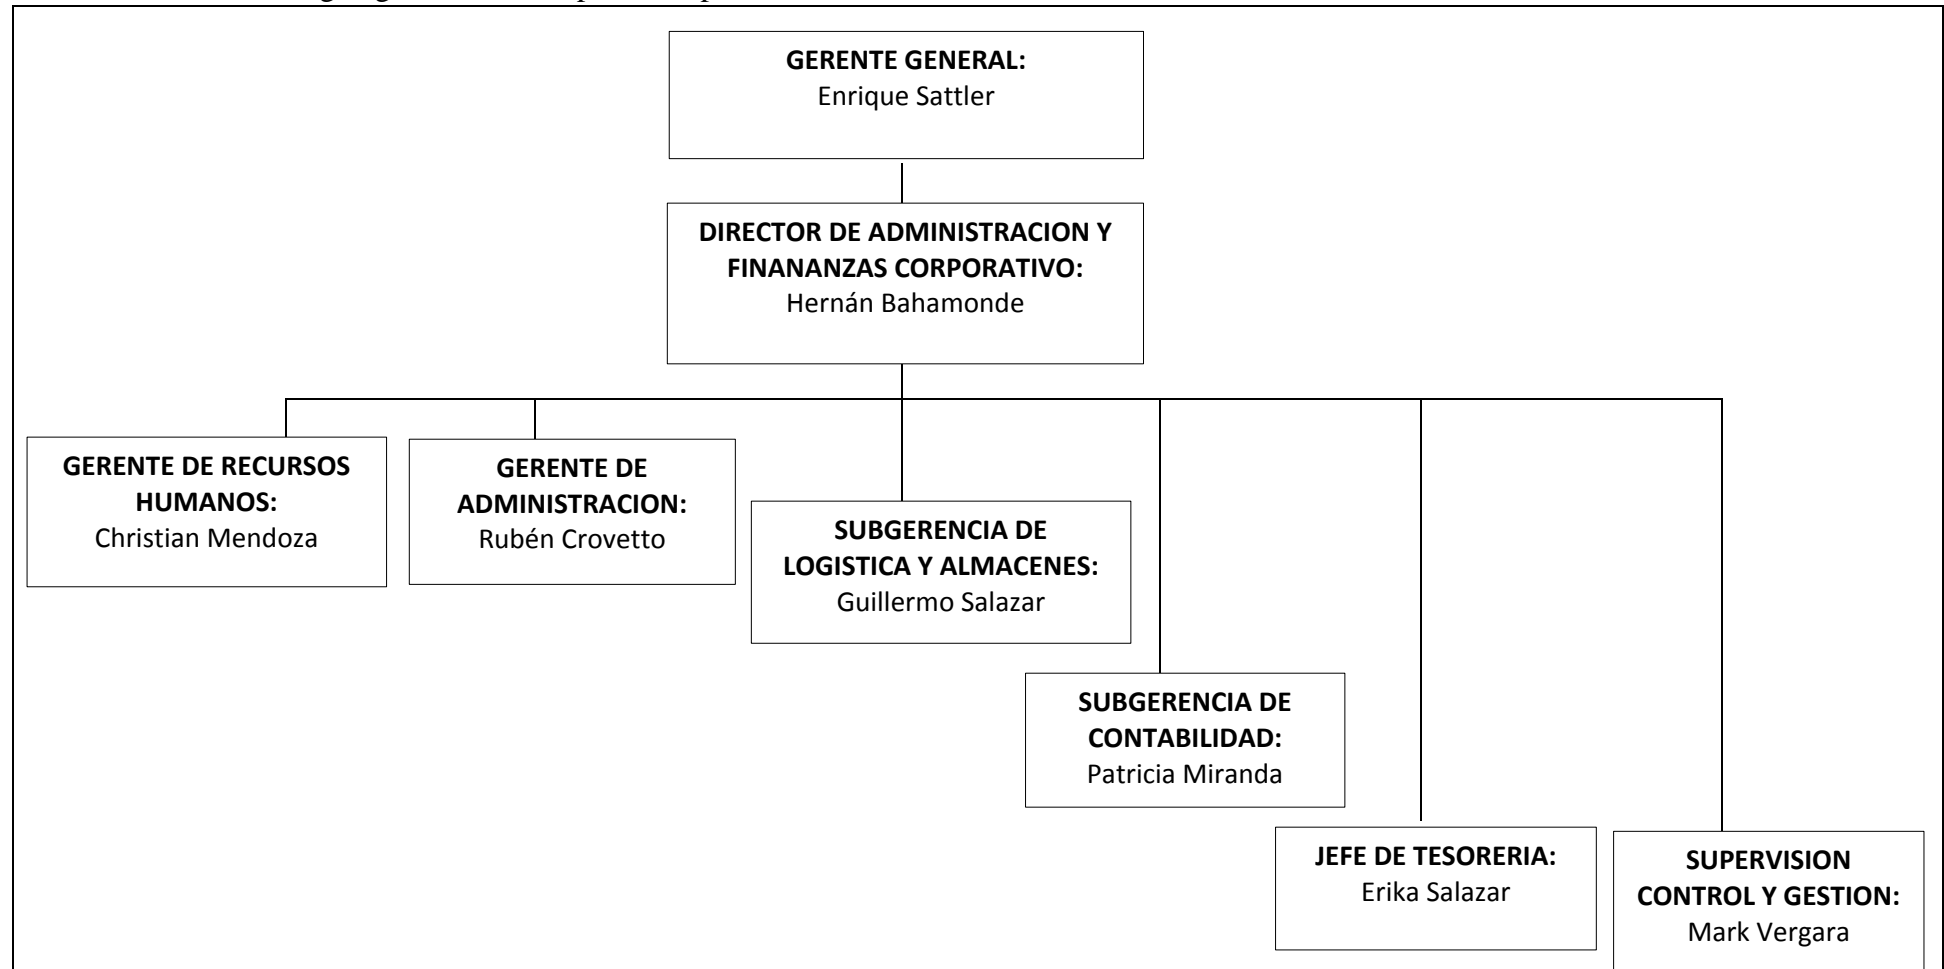 GERENTE GENERAL:
Enrique Sattler
DIRECTOR DE ADMINISTRACION Y
FINANANZAS CORPORATIVO:
Hernán Bahamonde
GERENTE DE RECURSOS
HUMANOS:
Christian Mendoza
GERENTE DE
ADMINISTRACION:
Rubén Crovetto
SUBGERENCIA DE
LOGISTICA Y ALMACENES:
Guillermo Salazar
SUBGERENCIA DE
CONTABILIDAD:
Patricia Miranda
JEFE DE TESORERIA:
Erika Salazar
SUPERVISION
CONTROL Y GESTION:
Mark Vergara